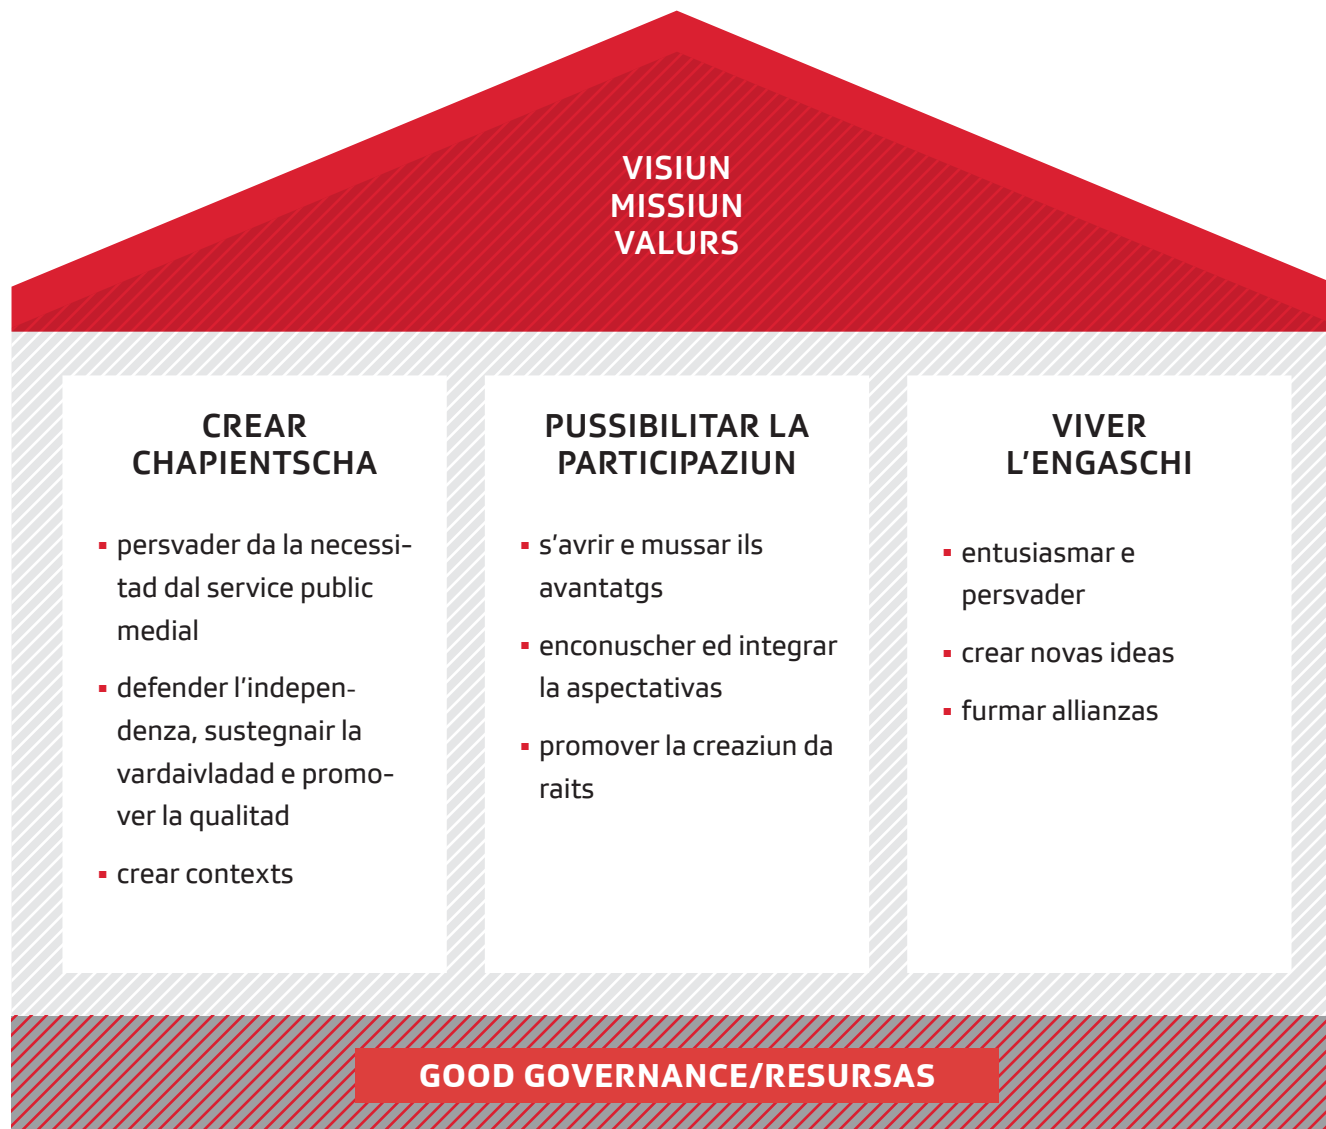 VISIUN
MISSIUN
VALURS
CREAR
CHAPIENTSCHA
▪ persvader da la necessi-
tad dal service public
medial
▪ defender l'indepen-
denza, sustegnair la
vardaivladad e promo-
ver la qualitad
▪ crear contexts
PUSSIBILITAR LA
PARTICIPAZIUN
▪ s'avrir e mussar ils
avantatgs
▪ enconuscher ed integrar
la aspectativas
▪ promover la creaziun da
raits
VIVER
L'ENGASCHI
▪ entusiasmar e
persvader
▪ crear novas ideas
▪ furmar allianzas
GOOD GOVERNANCE/RESURSAS